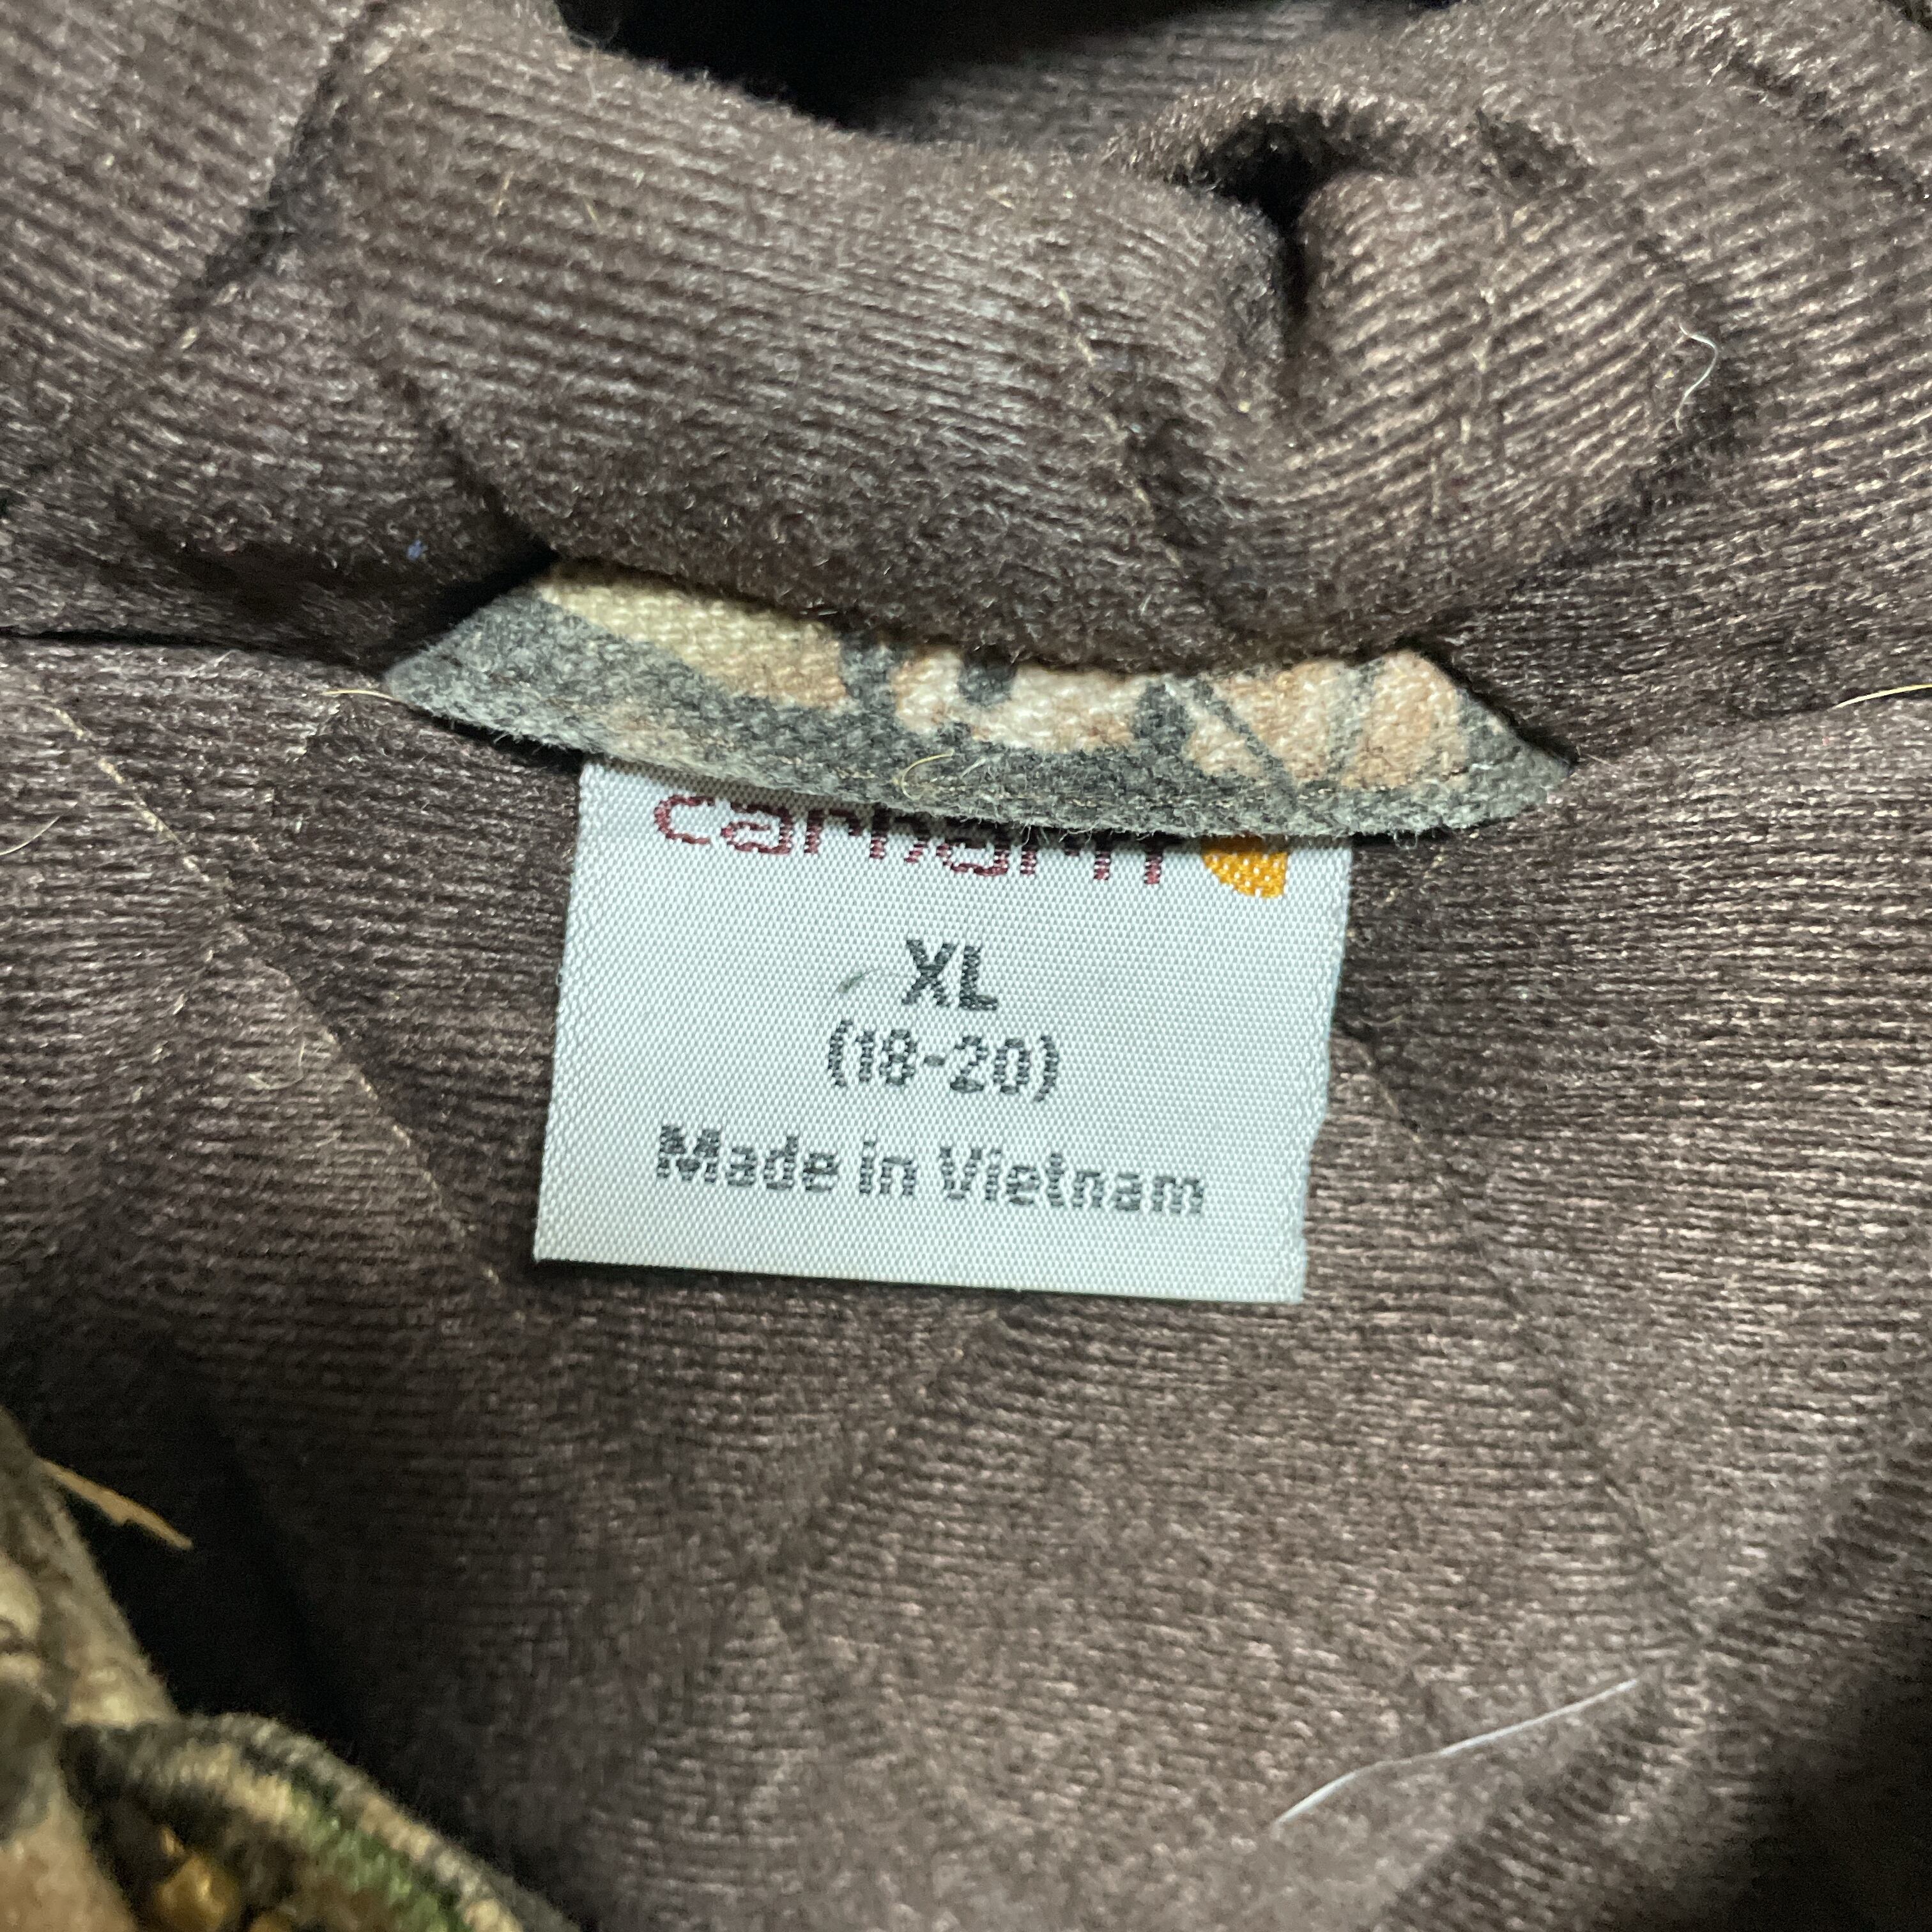 carhartt
XL
(18-20)
Made in Vietnam